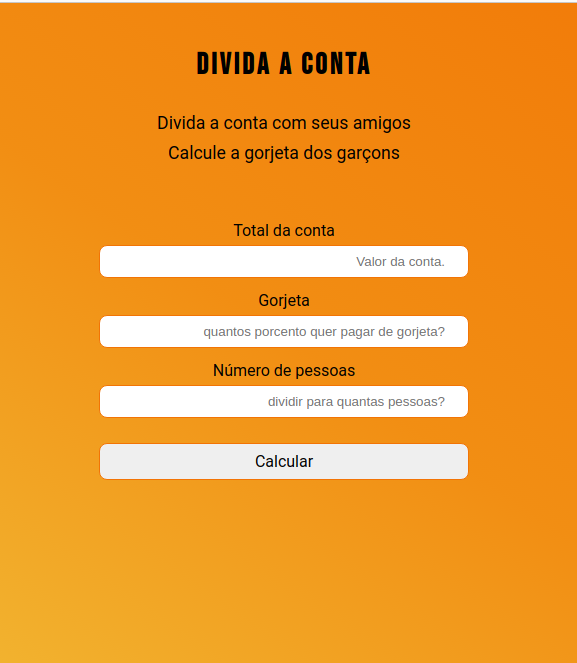 DIVIDA A CONTA
Divida a conta com seus amigos
Calcule a gorjeta dos garçons
Total da conta
Valor da conta.
Gorjeta
quantos porcento quer pagar de gorjeta?
Número de pessoas
dividir para quantas pessoas?
Calcular